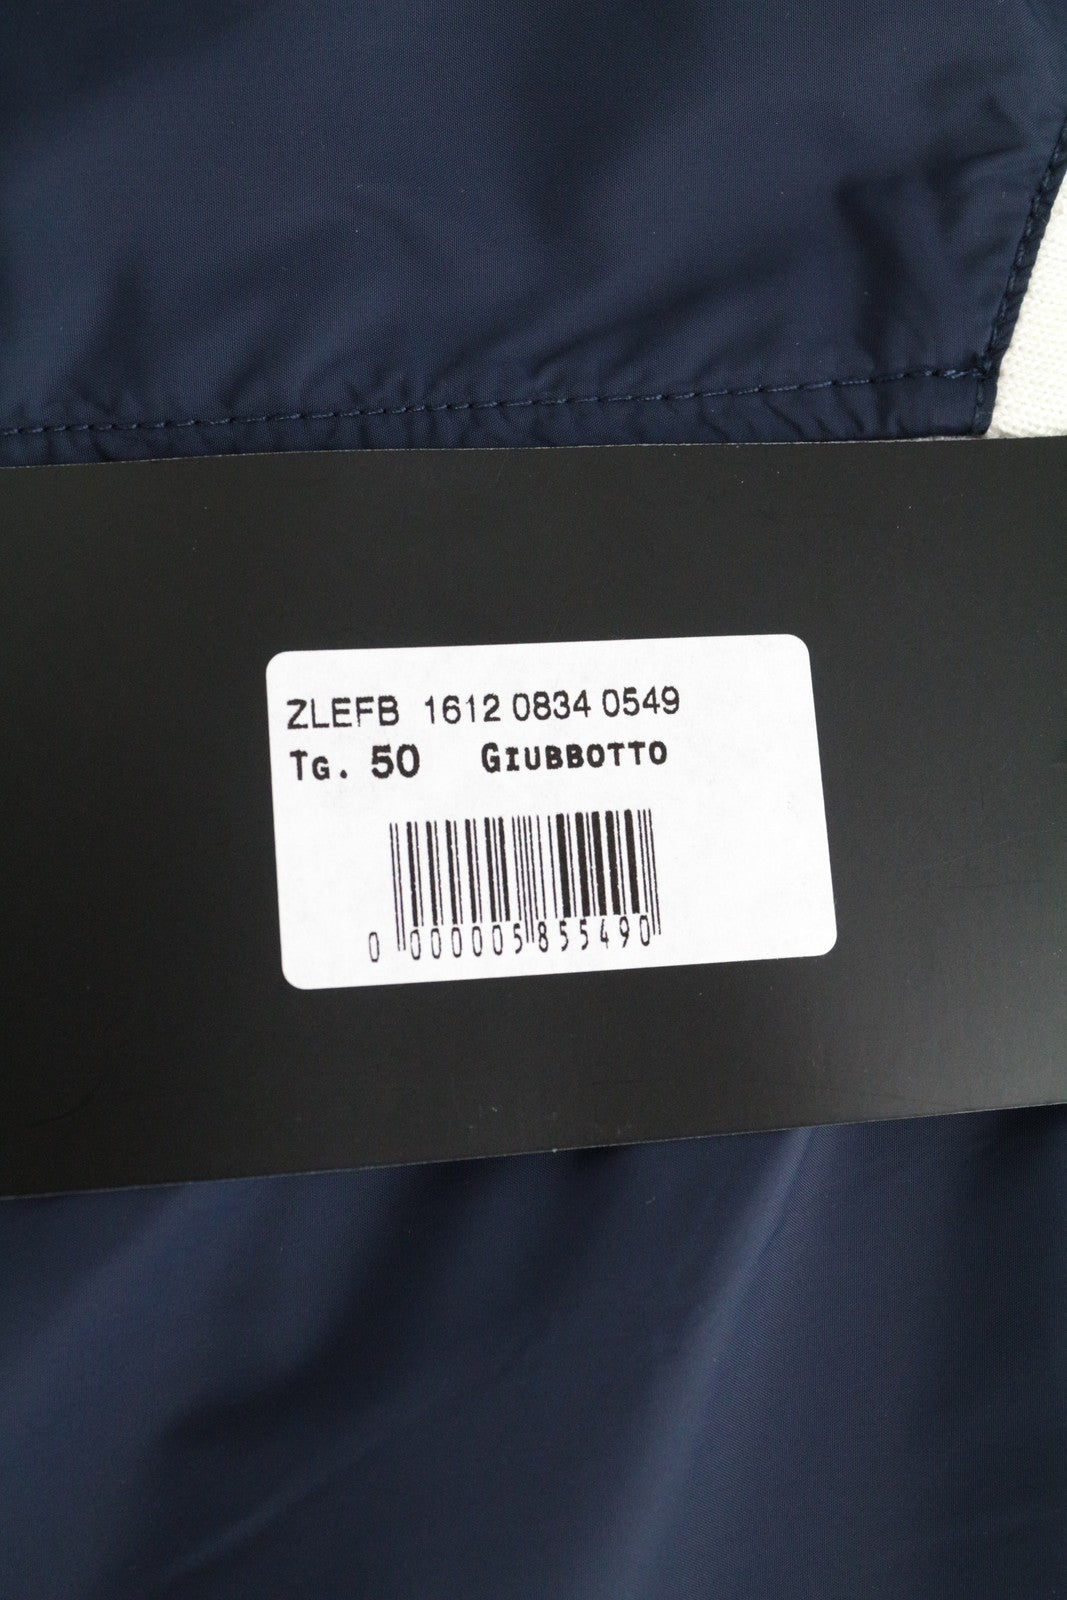 ZLEFB 1612 0834 0549
Tg. 50 GIUBBOTTO
0 000005 855490